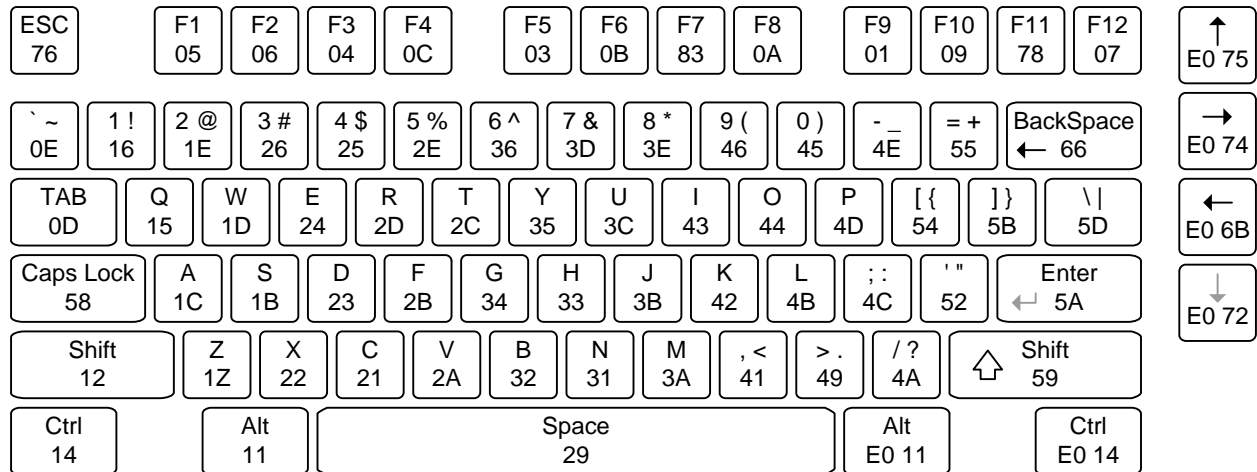 ESC F1 F2 F3 F4 F5 F6 F7 F8 F9 F10 F11 F12 ↑
76 05 06 04 0C 03 0B 83 0A 01 09 78 07 E0 75
` ~ 1 ! 2 @ 3 # 4 $ 5 % 6 ^ 7 & 8 * 9 ( 0 ) - _ = + BackSpace →
0E 16 1E 26 25 2E 36 3D 3E 46 45 4E 55 ← 66 E0 74
TAB Q W E R T Y U I O P [ { ] } \ | ←
0D 15 1D 24 2D 2C 35 3C 43 44 4D 54 5B 5D E0 6B
Caps Lock A S D F G H J K L ; : ' " Enter ↓
58 1C 1B 23 2B 34 33 3B 42 4B 4C 52 ↵ 5A E0 72
Shift Z X C V B N M , < > . / ? ⇧ Shift
12 1Z 22 21 2A 32 31 3A 41 49 4A 59
Ctrl Alt Space Alt Ctrl
14 11 29 E0 11 E0 14